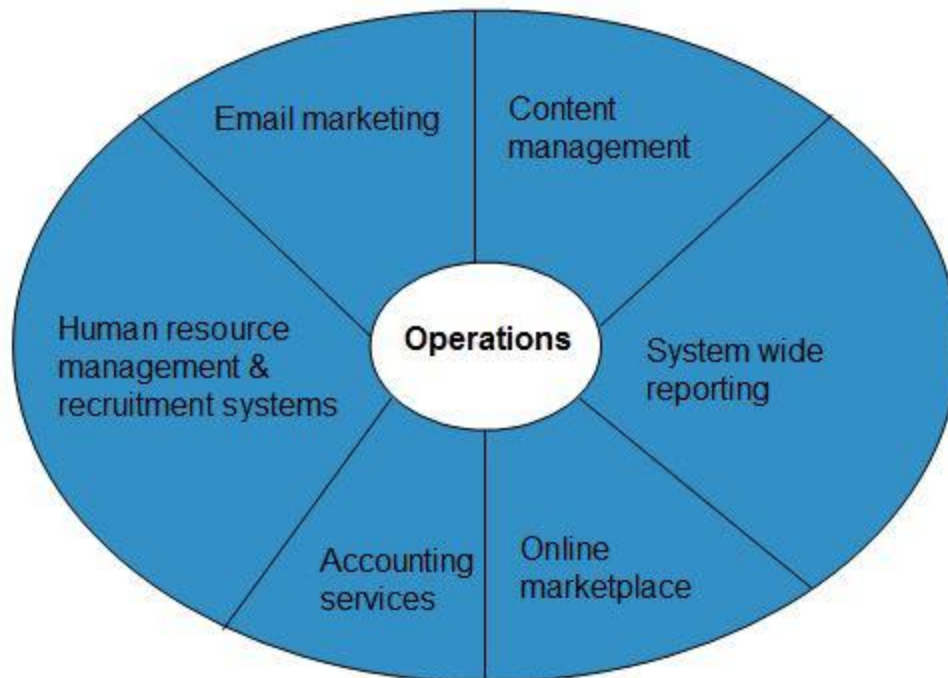 Email marketing
Content
management
Human resource
management &
recruitment systems
Operations
System wide
reporting
Accounting
services
Online
marketplace